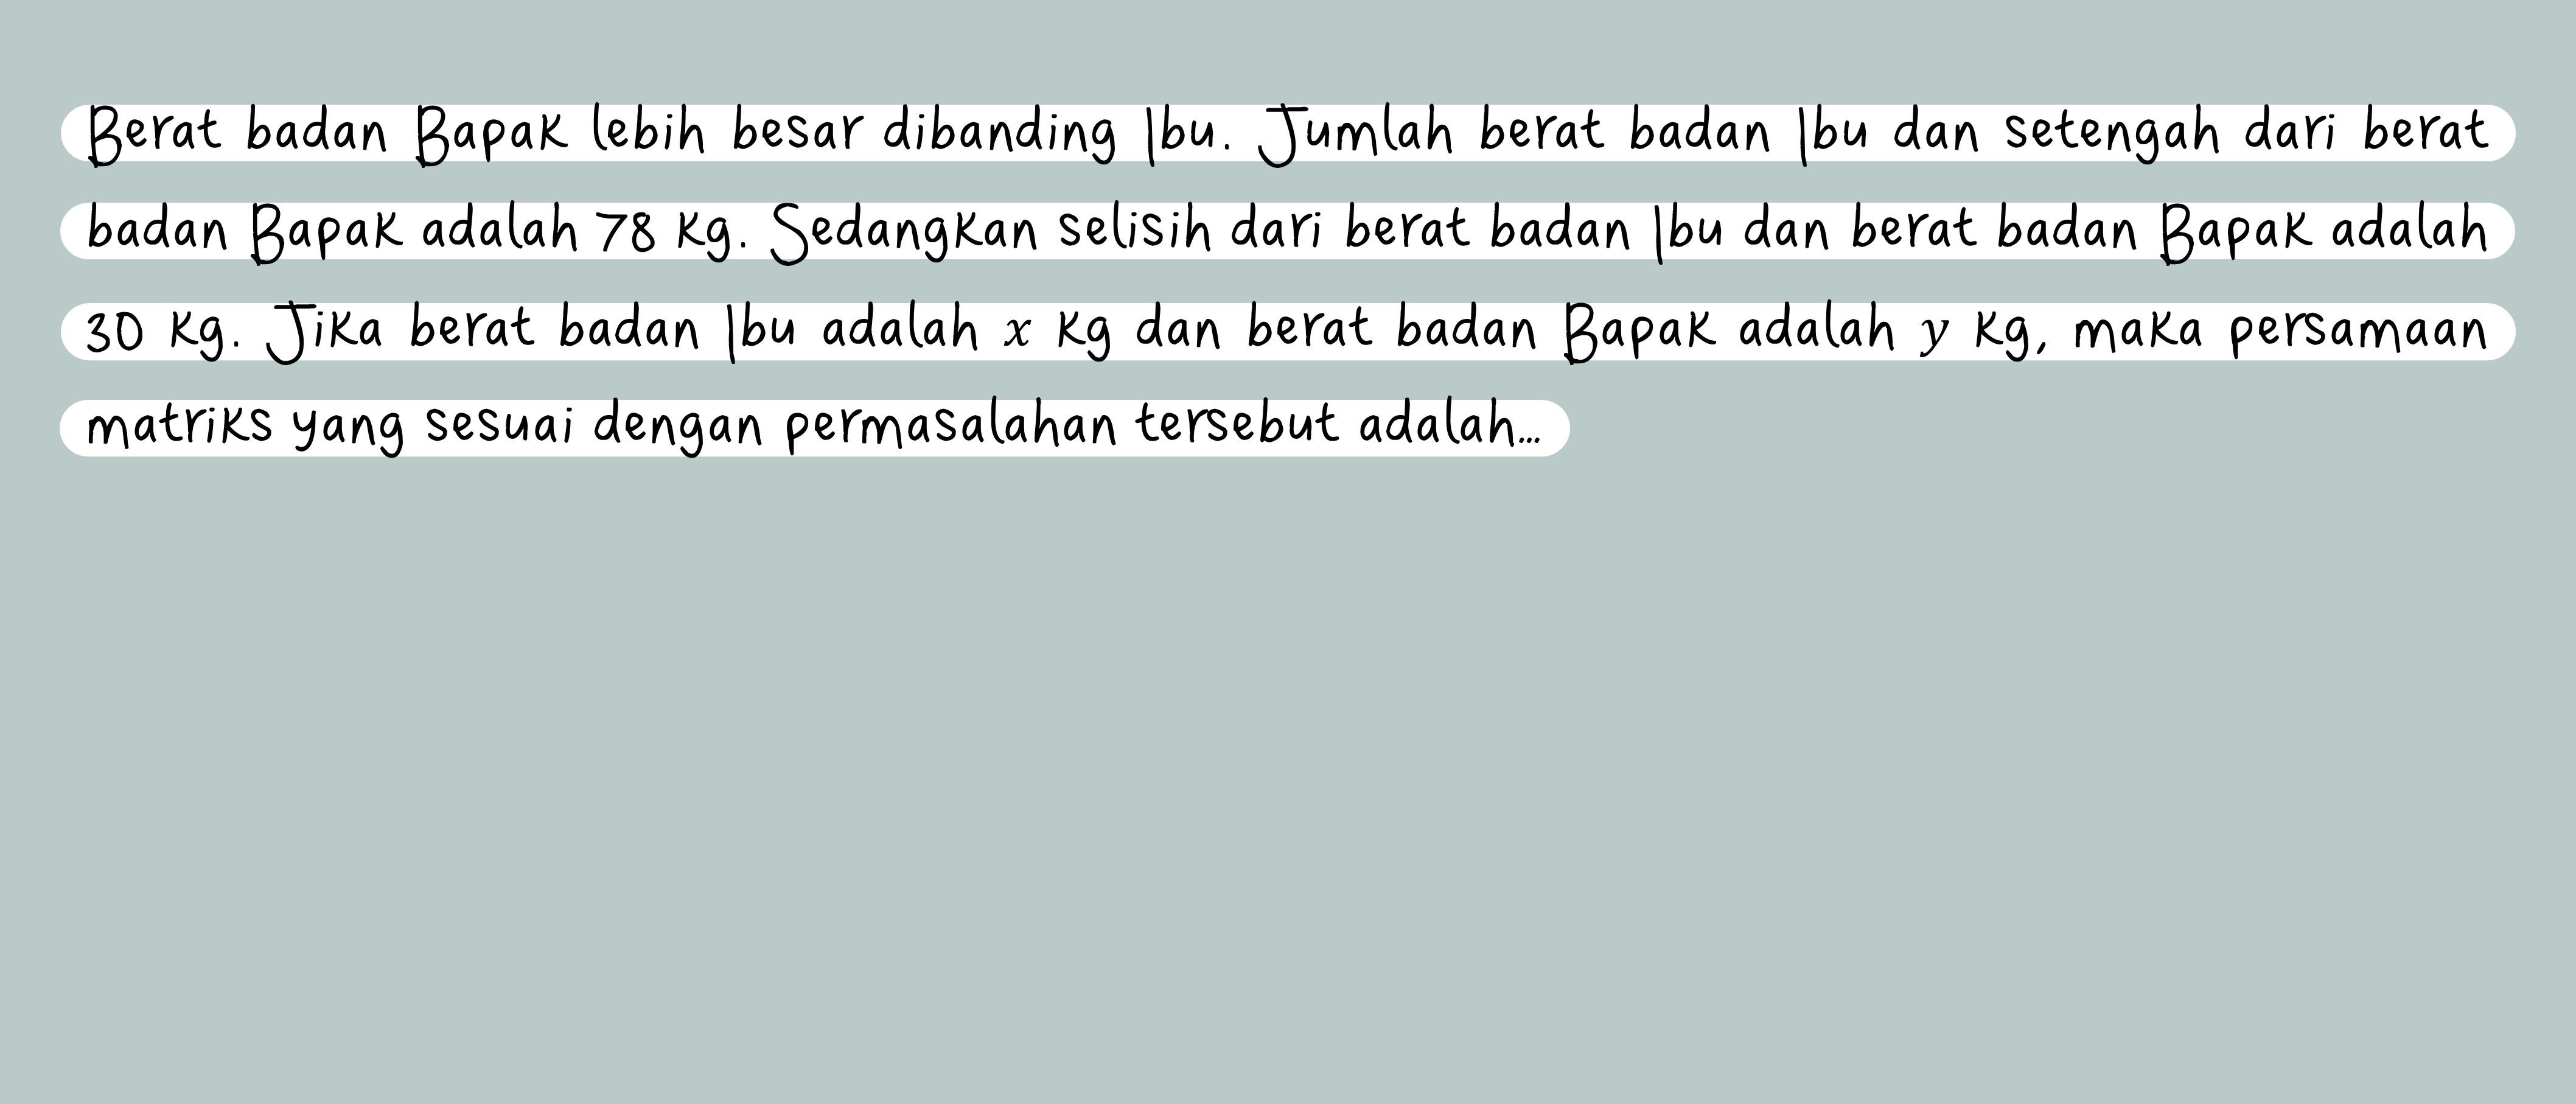 Berat badan Bapak lebih besar dibanding Ibu. Jumlah berat badan Ibu dan setengah dari berat
badan Bapak adalah 78 kg. Sedangkan selisih dari berat badan Ibu dan berat badan Bapak adalah
30 kg. Jika berat badan Ibu adalah x kg dan berat badan Bapak adalah y kg, maka persamaan
matriks yang sesuai dengan permasalahan tersebut adalah...